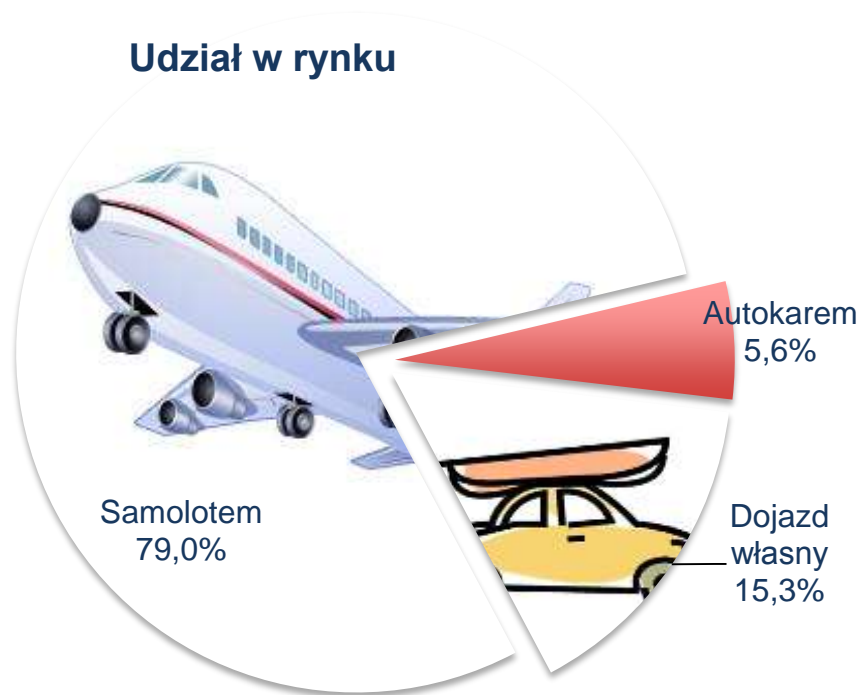 Udział w rynku
Autokarem
5,6%
Samolotem
79,0%
Dojazd
własny
15,3%